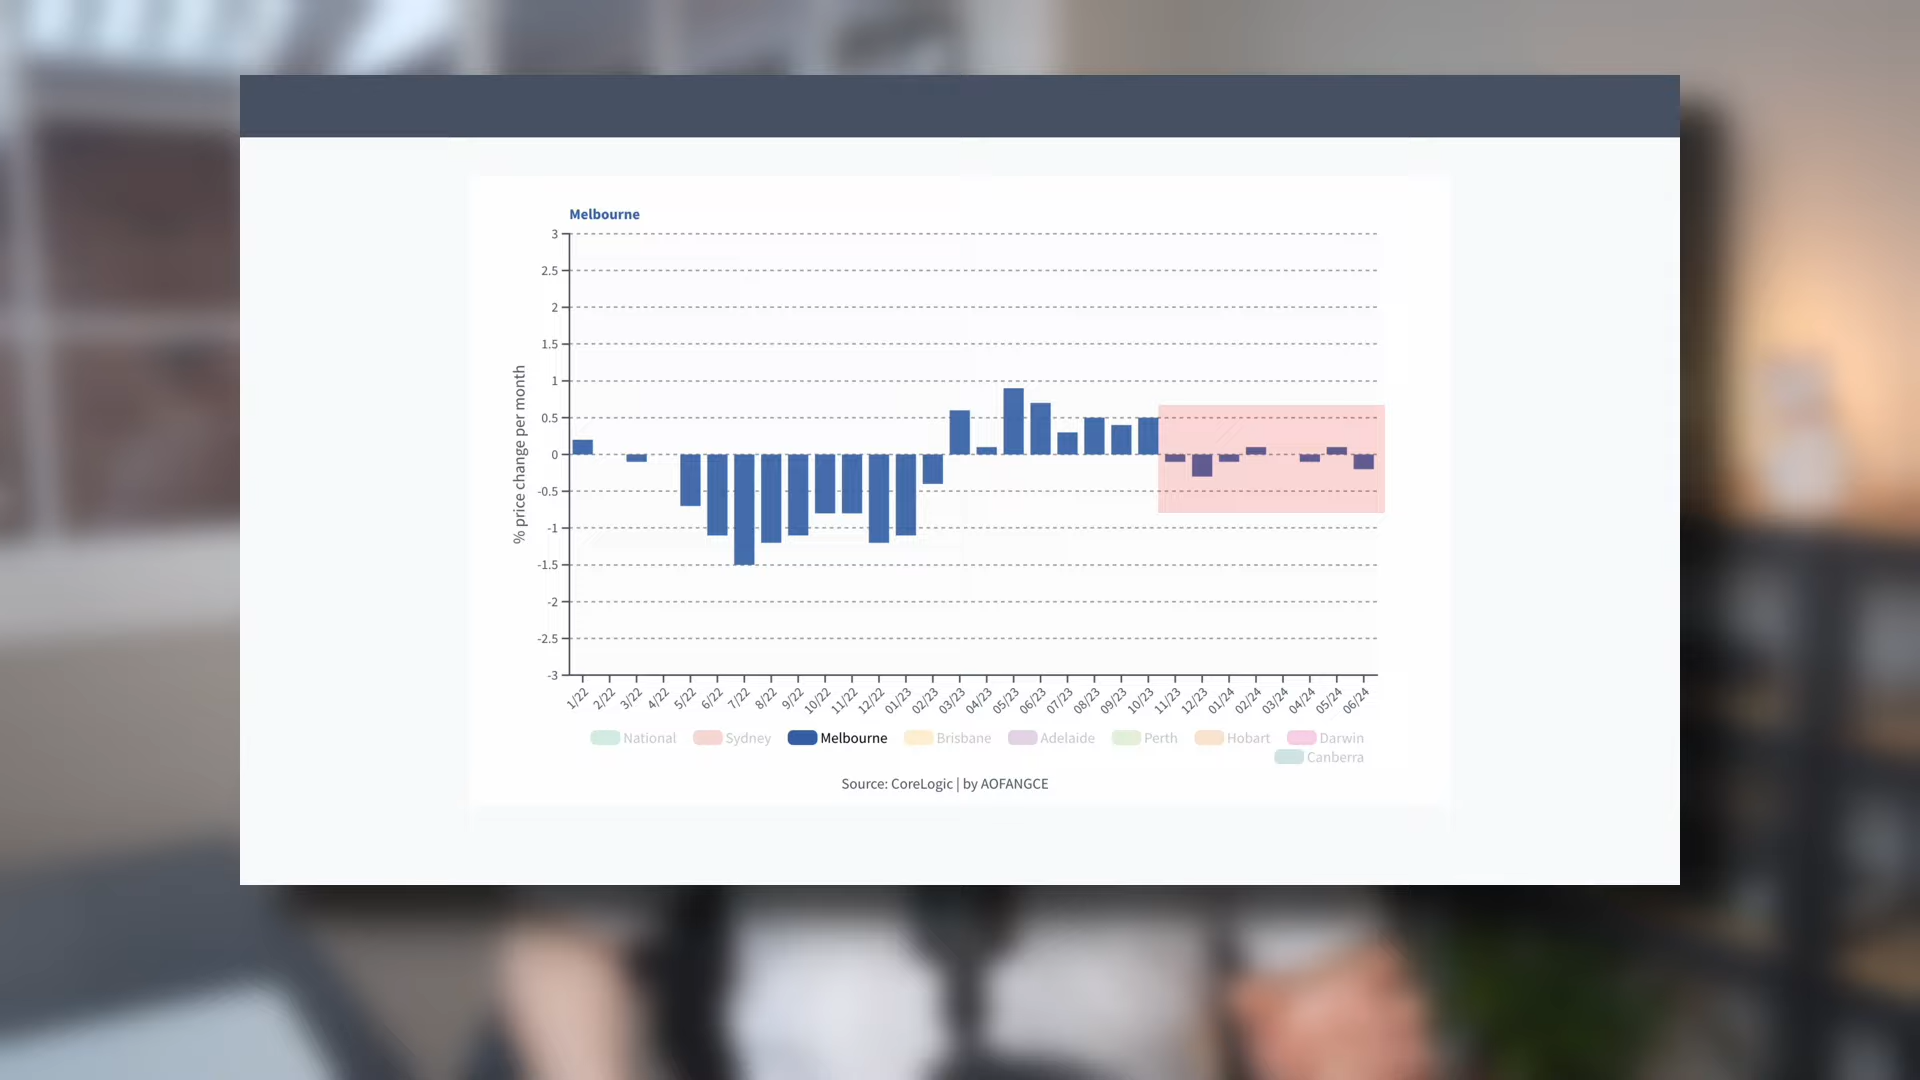 Melbourne
3
2.5
2
1.5
1
0.5
0
-0.5
-1
-1.5
-2
-2.5
-3
% price change per month
1/22 2/22 3/22 4/22 5/22 6/22 7/22 8/22 9/22 10/22 11/22 12/22 01/23 02/23 03/23 04/23 05/23 06/23 07/23 08/23 09/23 10/23 11/23 12/23 01/24 02/24 03/24 04/24 05/24 06/24
National Sydney Melbourne Brisbane Adelaide Perth Hobart Darwin
Canberra
Source: CoreLogic | by AOFANGCE